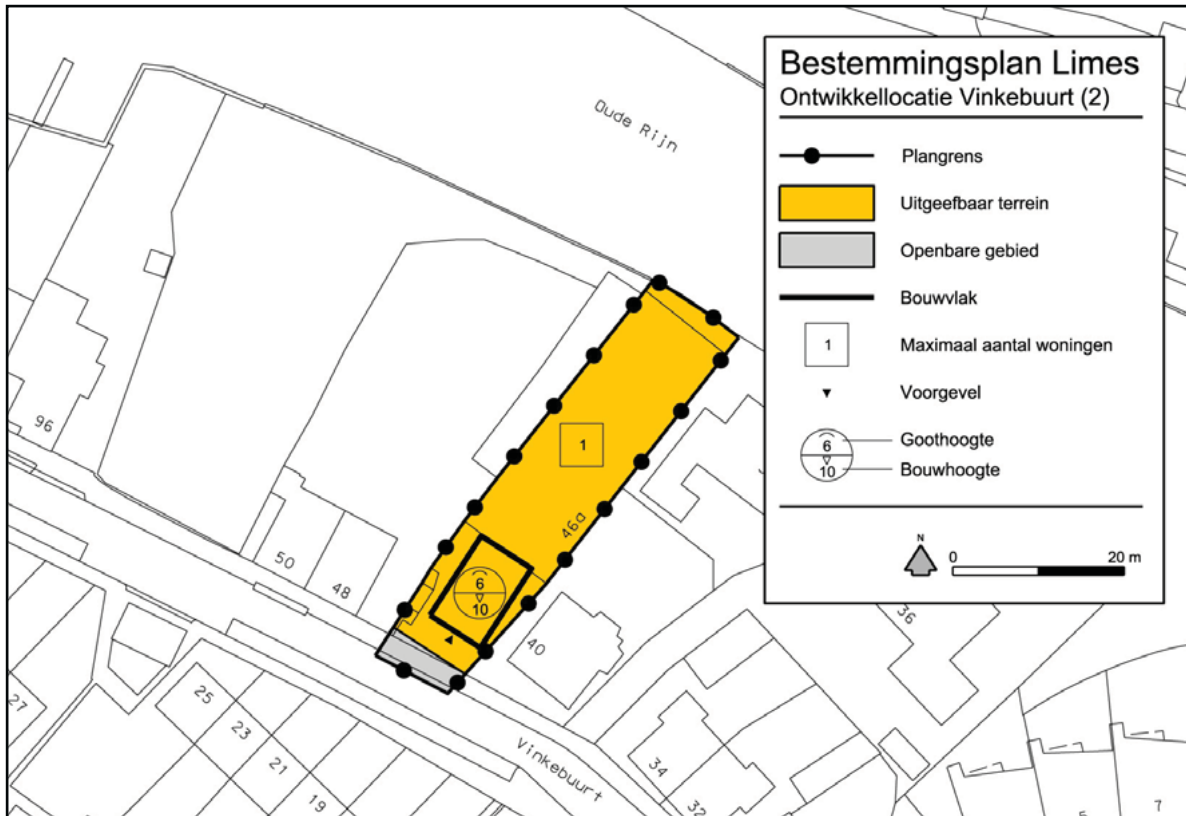 Bestemmingsplan Limes
Ontwikkellocatie Vinkebuurt (2)
Plangrens
Uitgeefbaar terrein
Openbare gebied
Bouwvlak
1
Maximaal aantal woningen
Voorgevel
6
10
Goothoogte
Bouwhoogte
N
0
20 m
Oude Rijn
96
50
48
1
46a
6
10
40
36
34
32
27
25
23
21
19
Vinkebuurt
7